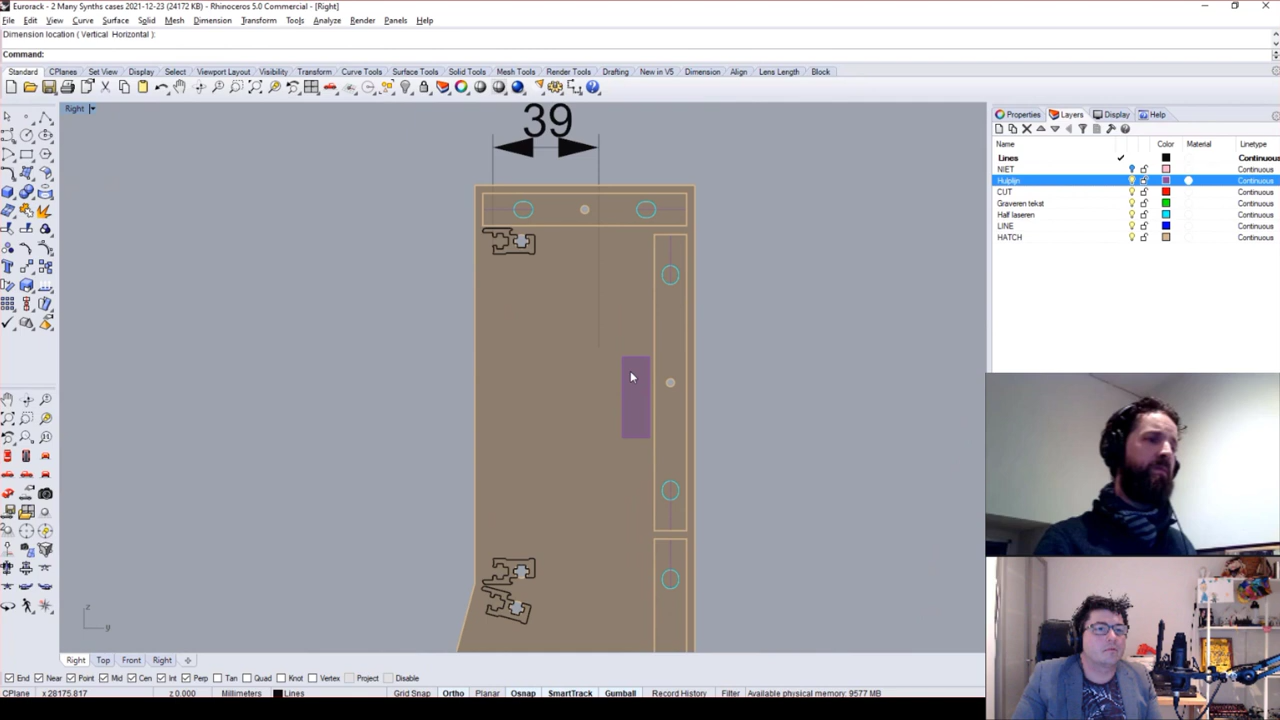 Eurorack - 2 Many Synths cases 2021-12-23 (24172 KB) - Rhinoceros 5.0 Commercial - [Right]
File Edit View Curve Surface Solid Mesh Dimension Transform Tools Analyze Render Panels Help
Dimension location ( Vertical Horizontal ):
Command:
Standard CPlanes Set View Display Select Viewport Layout Visibility Transform Curve Tools Surface Tools Solid Tools Mesh Tools Render Tools Drafting New in V5 Dimension Align Lens Length Block
Right
39
Properties Layers Display Help
Name Color Material Linetype
Lines Continuous
NIET Continuous
Hulplijn Continuous
CUT Continuous
Graveren tekst Continuous
Half laseren Continuous
LINE Continuous
HATCH Continuous
z
y
Right Top Front Right
End Near Point Mid Cen Int Perp Tan Quad Knot Vertex Project Disable
CPlane x 28175.817 z 0.000 Millimeters Lines Grid Snap Ortho Planar Osnap SmartTrack Gumball Record History Filter Available physical memory: 9577 MB